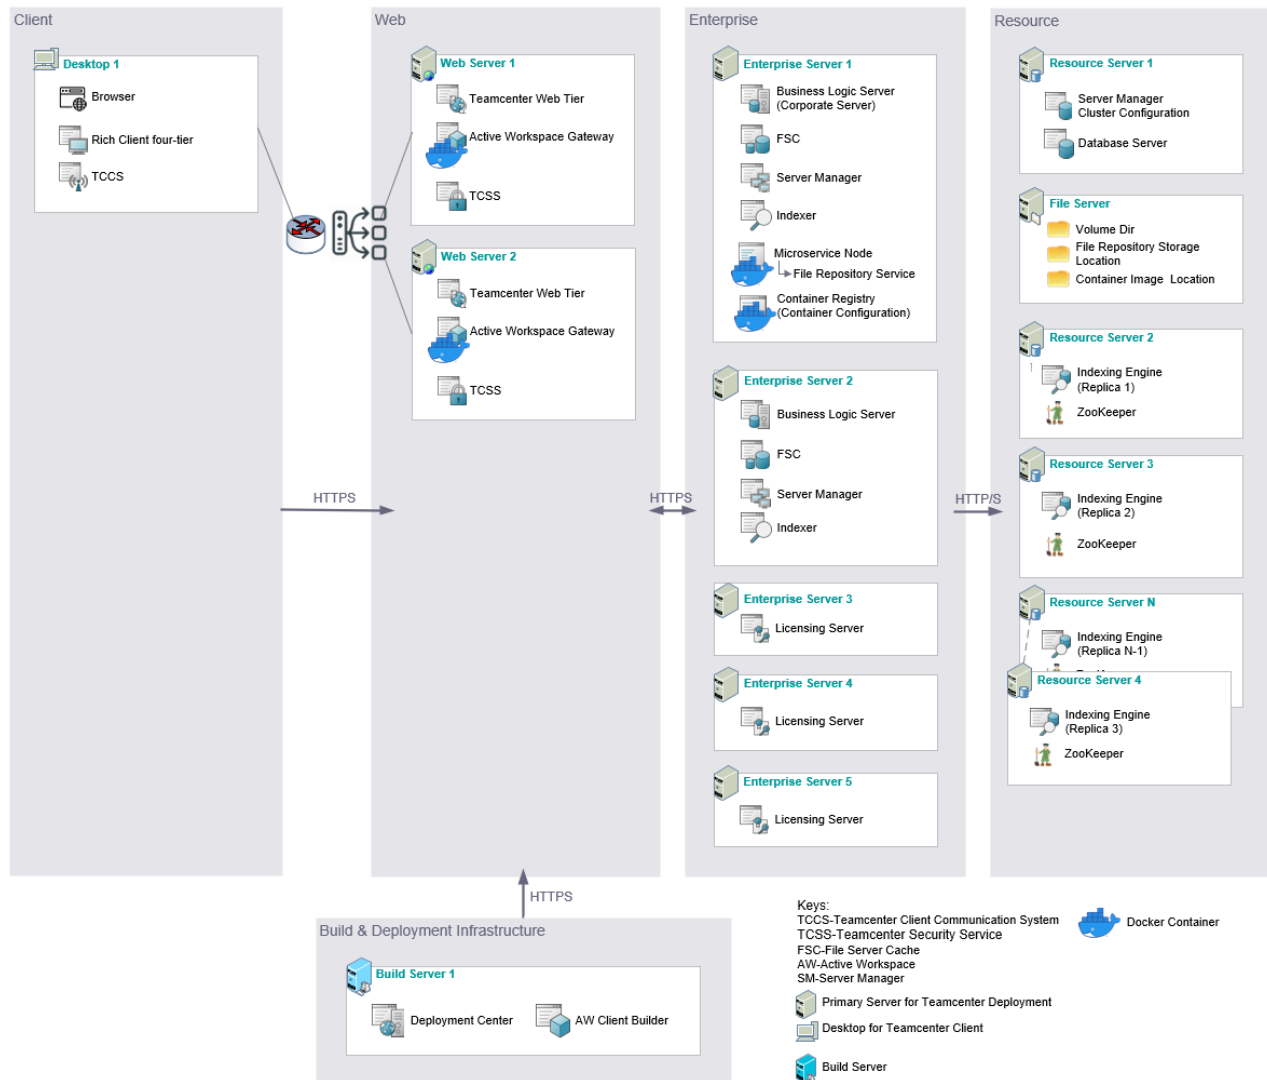 Client
Desktop 1
Browser
Rich Client four-tier
TCCS
HTTPS
Web
Web Server 1
Teamcenter Web Tier
Active Workspace Gateway
TCSS
Web Server 2
Teamcenter Web Tier
Active Workspace Gateway
TCSS
HTTPS
Enterprise
Enterprise Server 1
Business Logic Server
(Corporate Server)
FSC
Server Manager
Indexer
Microservice Node
File Repository Service
Container Registry
(Container Configuration)
Enterprise Server 2
Business Logic Server
FSC
Server Manager
Indexer
Enterprise Server 3
Licensing Server
Enterprise Server 4
Licensing Server
Enterprise Server 5
Licensing Server
HTTP/S
Resource
Resource Server 1
Server Manager
Cluster Configuration
Database Server
File Server
Volume Dir
File Repository Storage
Location
Container Image Location
Resource Server 2
Indexing Engine
(Replica 1)
ZooKeeper
Resource Server 3
Indexing Engine
(Replica 2)
ZooKeeper
Resource Server N
Indexing Engine
(Replica N-1)
Resource Server 4
Indexing Engine
(Replica 3)
ZooKeeper
HTTPS
Build & Deployment Infrastructure
Build Server 1
Deployment Center
AW Client Builder
Keys:
TCCS-Teamcenter Client Communication System
TCSS-Teamcenter Security Service
FSC-File Server Cache
AW-Active Workspace
SM-Server Manager
Docker Container
Primary Server for Teamcenter Deployment
Desktop for Teamcenter Client
Build Server